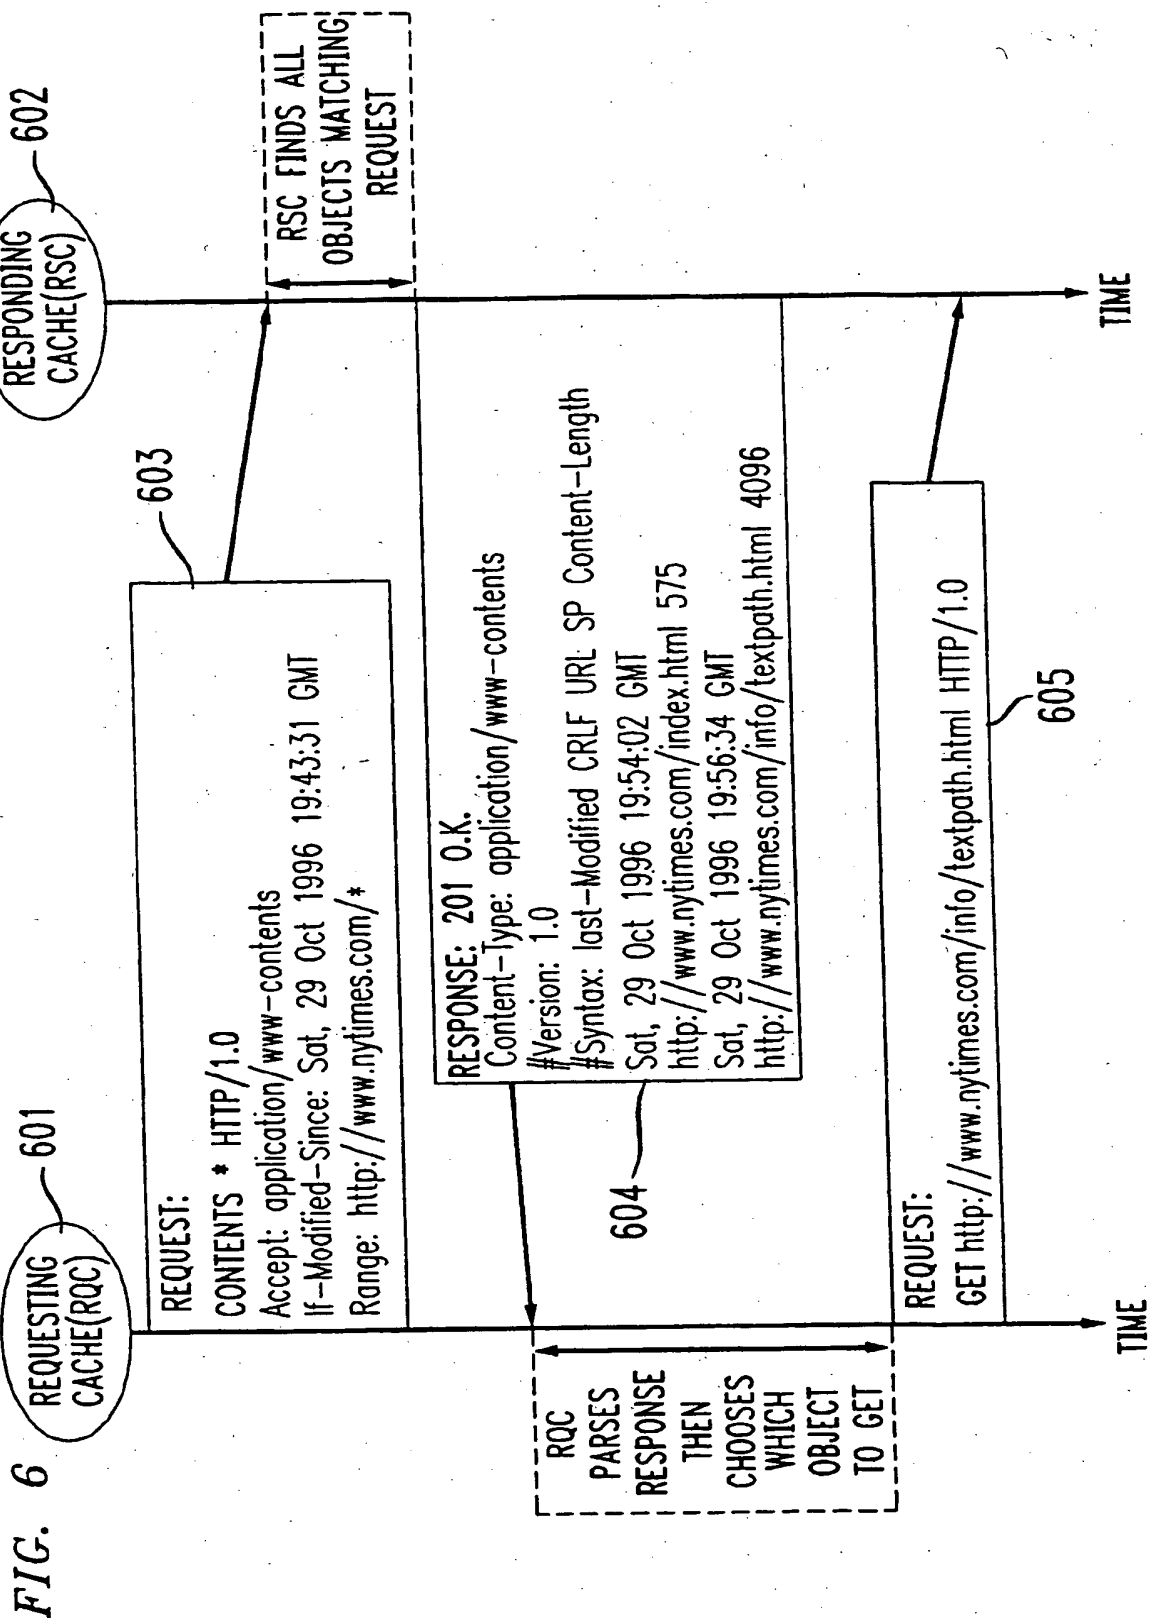 FIG. 6
REQUESTING
CACHE(RQC)
601
RESPONDING
CACHE(RSC)
602
603
REQUEST:
CONTENTS * HTTP/1.0
Accept: application/www-contents
If-Modified-Since: Sat, 29 Oct 1996 19:43:31 GMT
Range: http://www.nytimes.com/*
RSC FINDS ALL
OBJECTS MATCHING
REQUEST
RESPONSE: 201 O.K.
Content-Type: application/www-contents
#Version: 1.0
#Syntax: last-Modified CRLF URL SP Content-Length
Sat, 29 Oct 1996 19:54:02 GMT
http://www.nytimes.com/index.html 575
Sat, 29 Oct 1996 19:56:34 GMT
http://www.nytimes.com/info/textpath.html 4096
604
RQC
PARSES
RESPONSE
THEN
CHOOSES
WHICH
OBJECT
TO GET
REQUEST:
GET http://www.nytimes.com/info/textpath.html HTTP/1.0
605
TIME
TIME